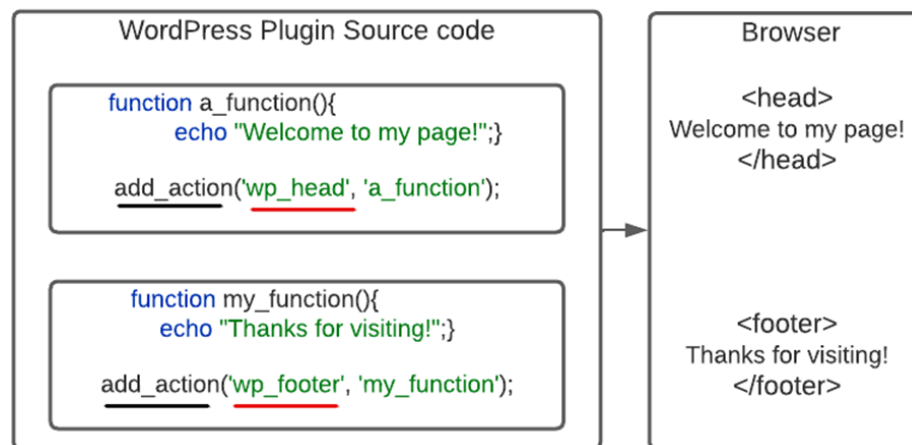 WordPress Plugin Source code
function a_function(){
echo "Welcome to my page!";}
add_action('wp_head', 'a_function');
function my_function(){
echo "Thanks for visiting!";}
add_action('wp_footer', 'my_function');
Browser
<head>
Welcome to my page!
</head>
<footer>
Thanks for visiting!
</footer>